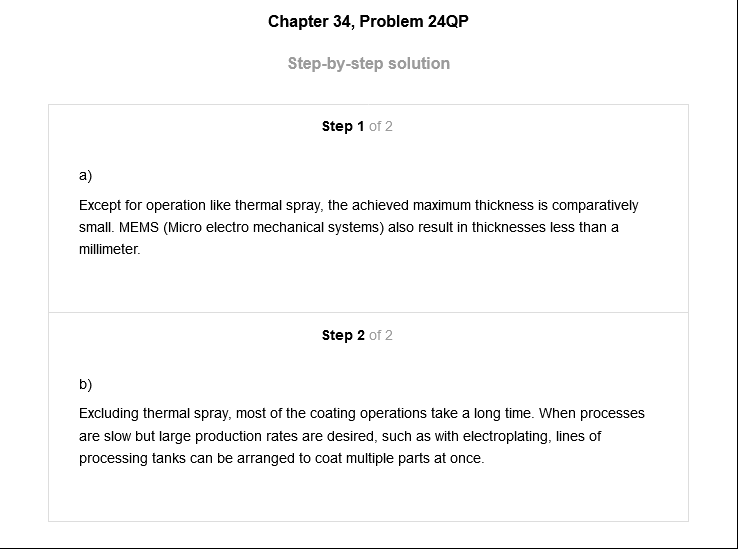 Chapter 34, Problem 24QP
Step-by-step solution
Step 1 of 2
a)
Except for operation like thermal spray, the achieved maximum thickness is comparatively
small. MEMS (Micro electro mechanical systems) also result in thicknesses less than a
millimeter.
Step 2 of 2
b)
Excluding thermal spray, most of the coating operations take a long time. When processes
are slow but large production rates are desired, such as with electroplating, lines of
processing tanks can be arranged to coat multiple parts at once.